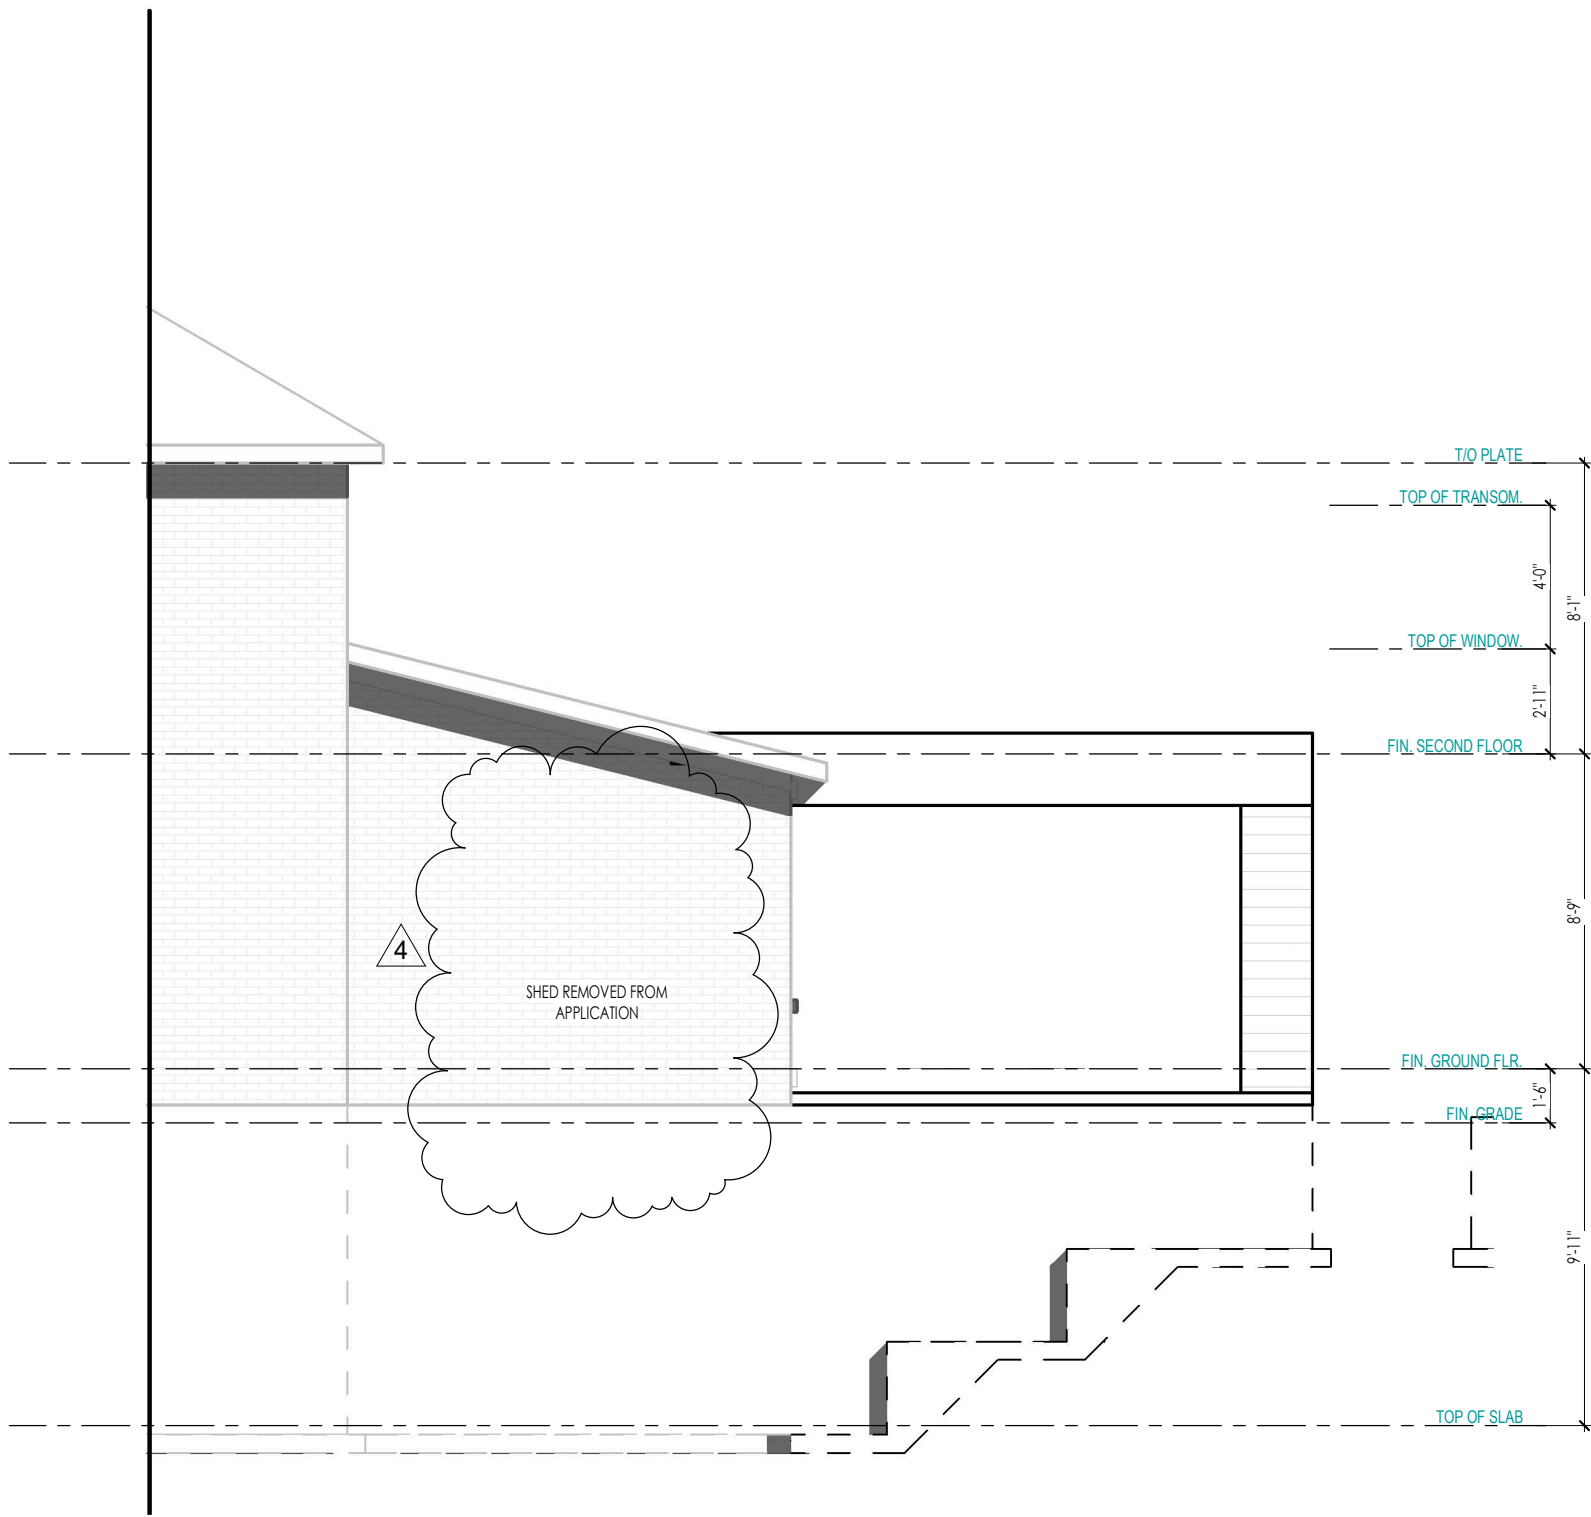 T/O PLATE
TOP OF TRANSOM.
4'-0"
8'-1"
TOP OF WINDOW.
2'-11"
FIN. SECOND FLOOR
8'-9"
4
SHED REMOVED FROM
APPLICATION
FIN. GROUND FLR.
1'-6"
FIN. GRADE
9'-11"
TOP OF SLAB